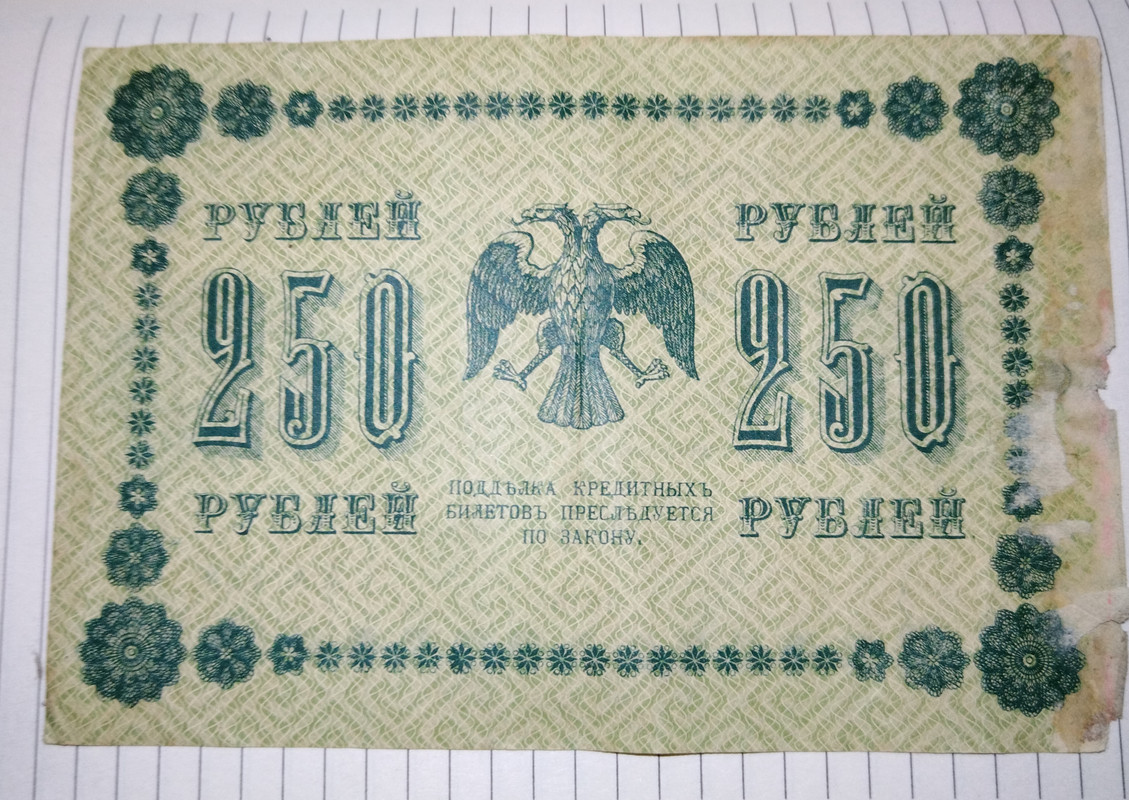 РУБЛЕЙ
250
РУБЛЕЙ
ПОДДѢЛКА КРЕДИТНЫХЪ
БИЛЕТОВЪ ПРЕСЛѢДУЕТСЯ
ПО ЗАКОНУ.
РУБЛЕЙ
250
РУБЛЕЙ